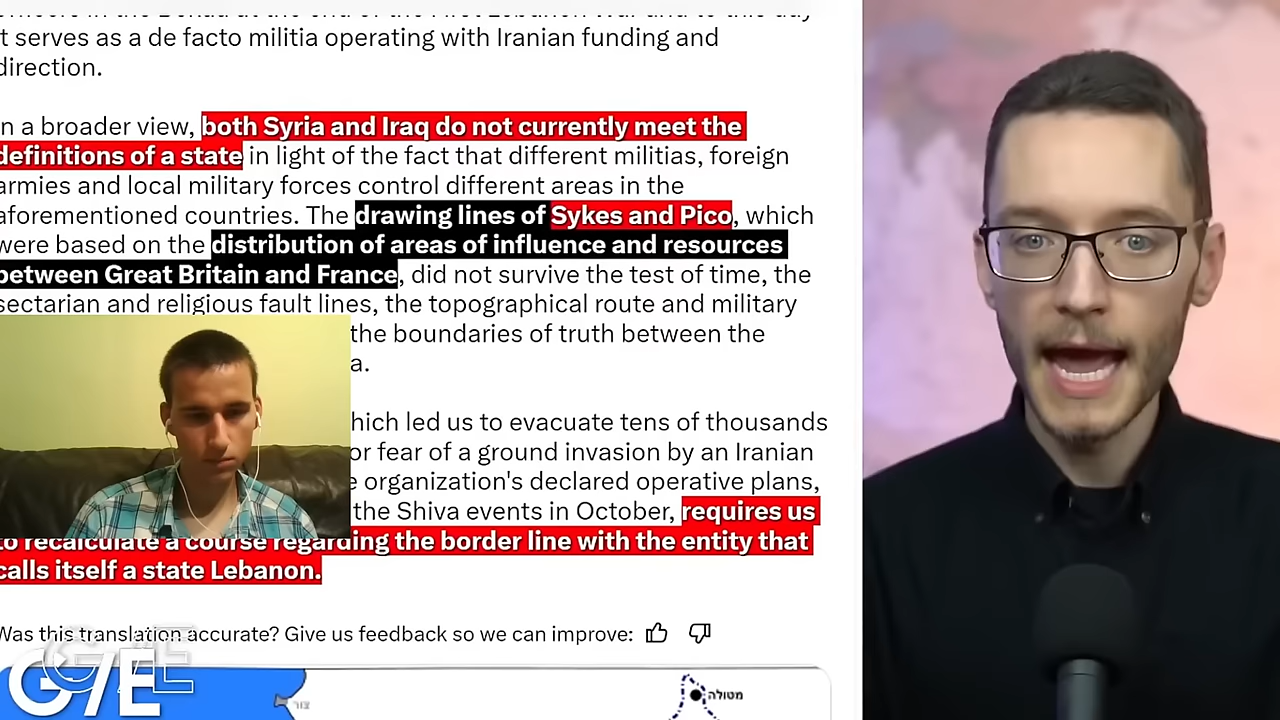 t serves as a de facto militia operating with Iranian funding and
direction.
n a broader view, both Syria and Iraq do not currently meet the
definitions of a state in light of the fact that different militias, foreign
armies and local military forces control different areas in the
aforementioned countries. The drawing lines of Sykes and Pico, which
were based on the distribution of areas of influence and resources
between Great Britain and France, did not survive the test of time, the
sectarian and religious fault lines, the topographical route and military
the boundaries of truth between the
a.
hich led us to evacuate tens of thousands
or fear of a ground invasion by an Iranian
e organization's declared operative plans,
the Shiva events in October, requires us
to recalculate a course regarding the border line with the entity that
calls itself a state Lebanon.
Was this translation accurate? Give us feedback so we can improve:
G7E
מטולה
צור